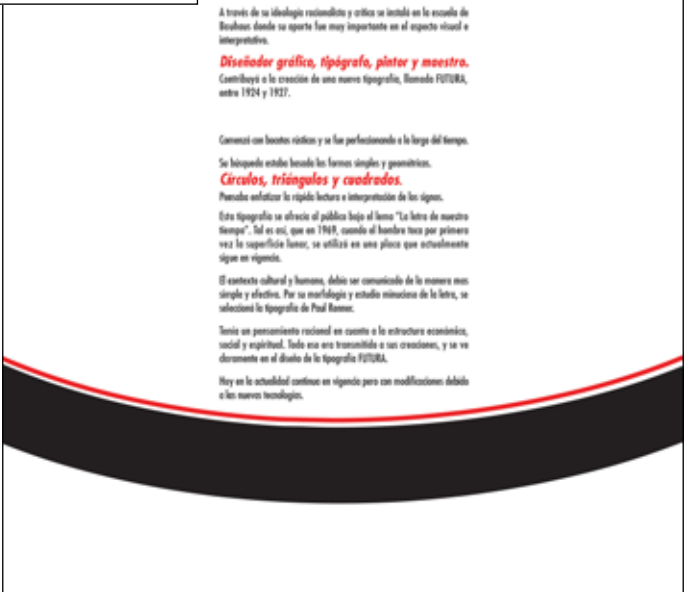 A través de su ideología racionalista y crítica se instaló en la escuela de
Bauhaus donde su aporte fue muy importante en el aspecto visual e
interpretativo.
Diseñador gráfico, tipógrafo, pintor y maestro.
Contribuyó a la creación de una nueva tipografía, llamada FUTURA,
entre 1924 y 1927.
Comenzó con bocetos rústicos y se fue perfeccionando a lo largo del tiempo.
Su búsqueda estaba basada las formas simples y geométricas.
Círculos, triángulos y cuadrados.
Pensaba enfatizar la rápida lectura e interpretación de los signos.
Esta tipografía se ofrecía al público bajo el lema "La letra de nuestro
tiempo". Tal es así, que en 1969, cuando el hombre toca por primera
vez la superficie lunar, se utilizó en una placa que actualmente
sigue en vigencia.
El contexto cultural y humano, debía ser comunicado de la manera mas
simple y efectiva. Por su morfología y estudio minucioso de la letra, se
seleccionó la tipografía de Paul Renner.
Tenía un pensamiento racional en cuanto a la estructura económica,
social y espiritual. Todo eso era transmitido a sus creaciones, y se ve
claramente en el diseño de la tipografía FUTURA.
Hoy en la actualidad continua en vigencia pero con modificaciones debido
a las nuevas tecnologías.